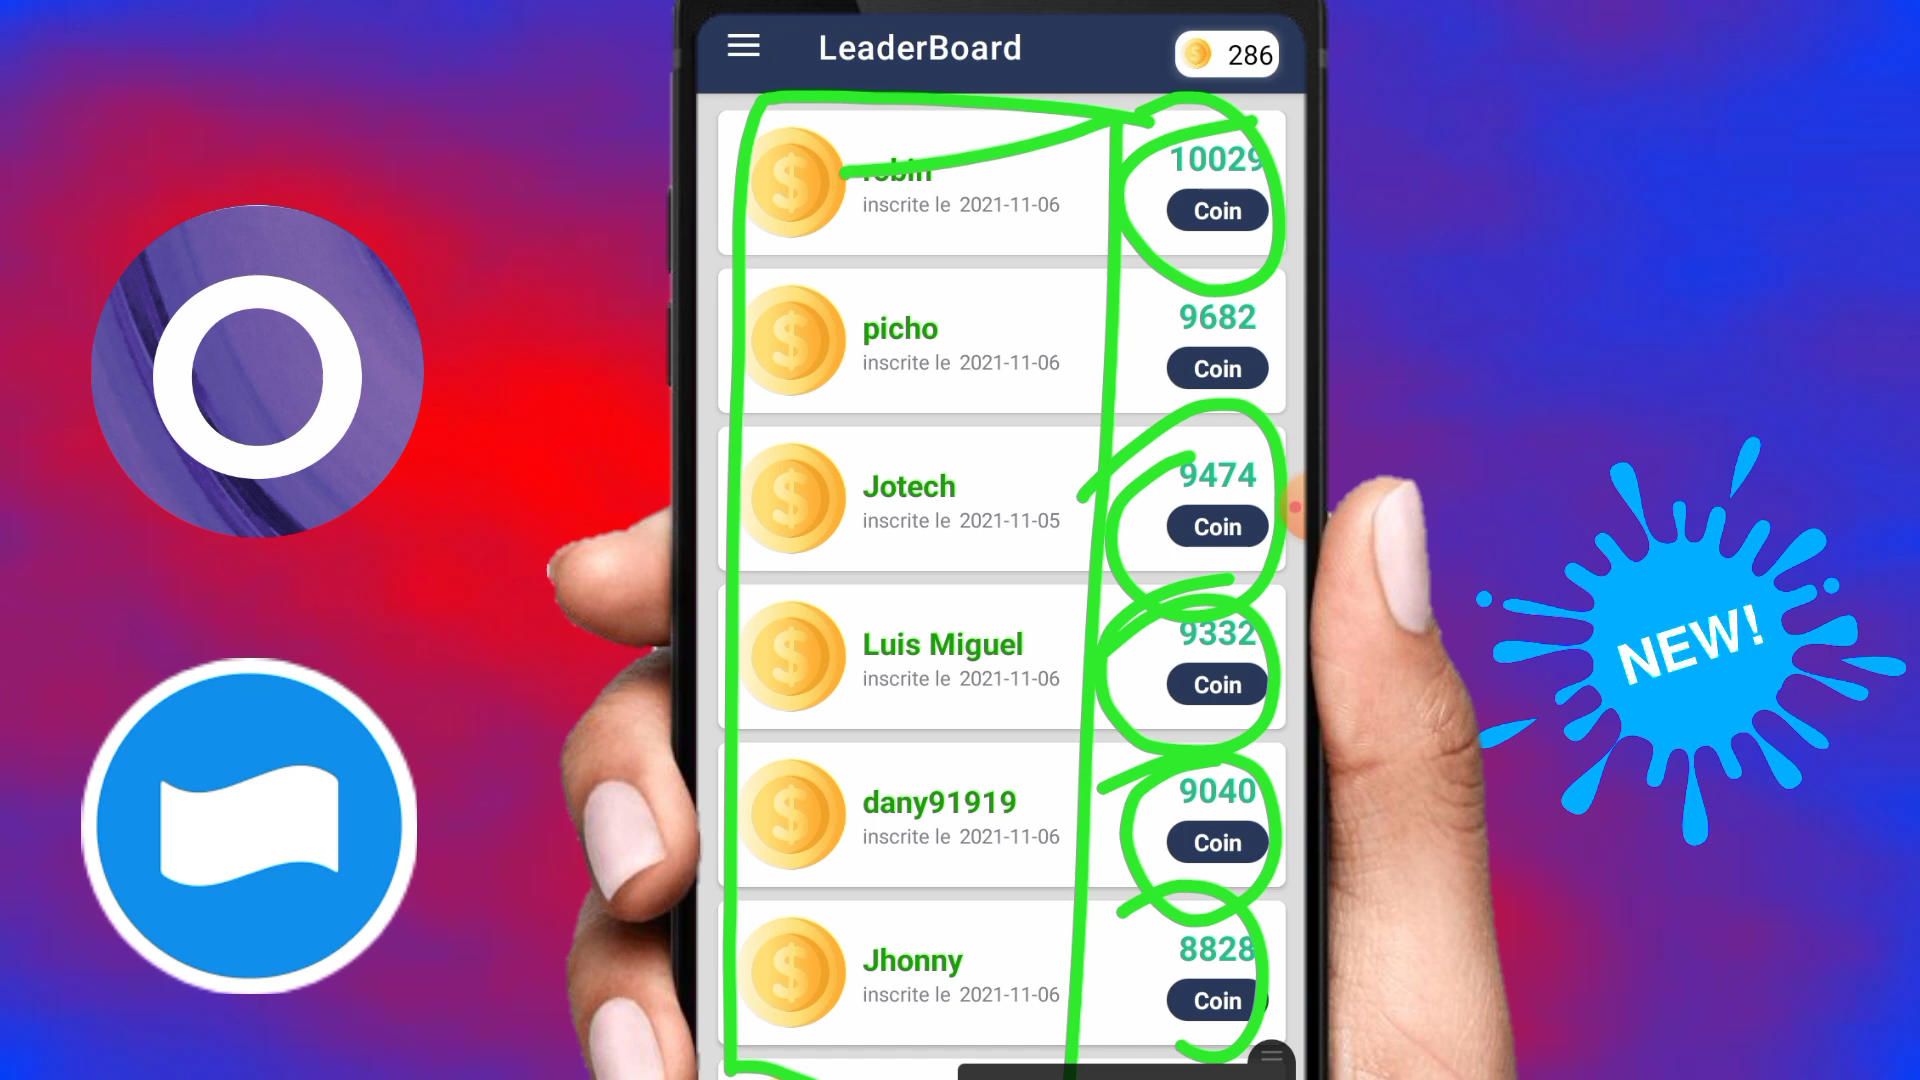 LeaderBoard
286
robin
inscrite le 2021-11-06
10029
Coin
picho
inscrite le 2021-11-06
9682
Coin
Jotech
inscrite le 2021-11-05
9474
Coin
Luis Miguel
inscrite le 2021-11-06
9332
Coin
dany91919
inscrite le 2021-11-06
9040
Coin
Jhonny
inscrite le 2021-11-06
8828
Coin
NEW!